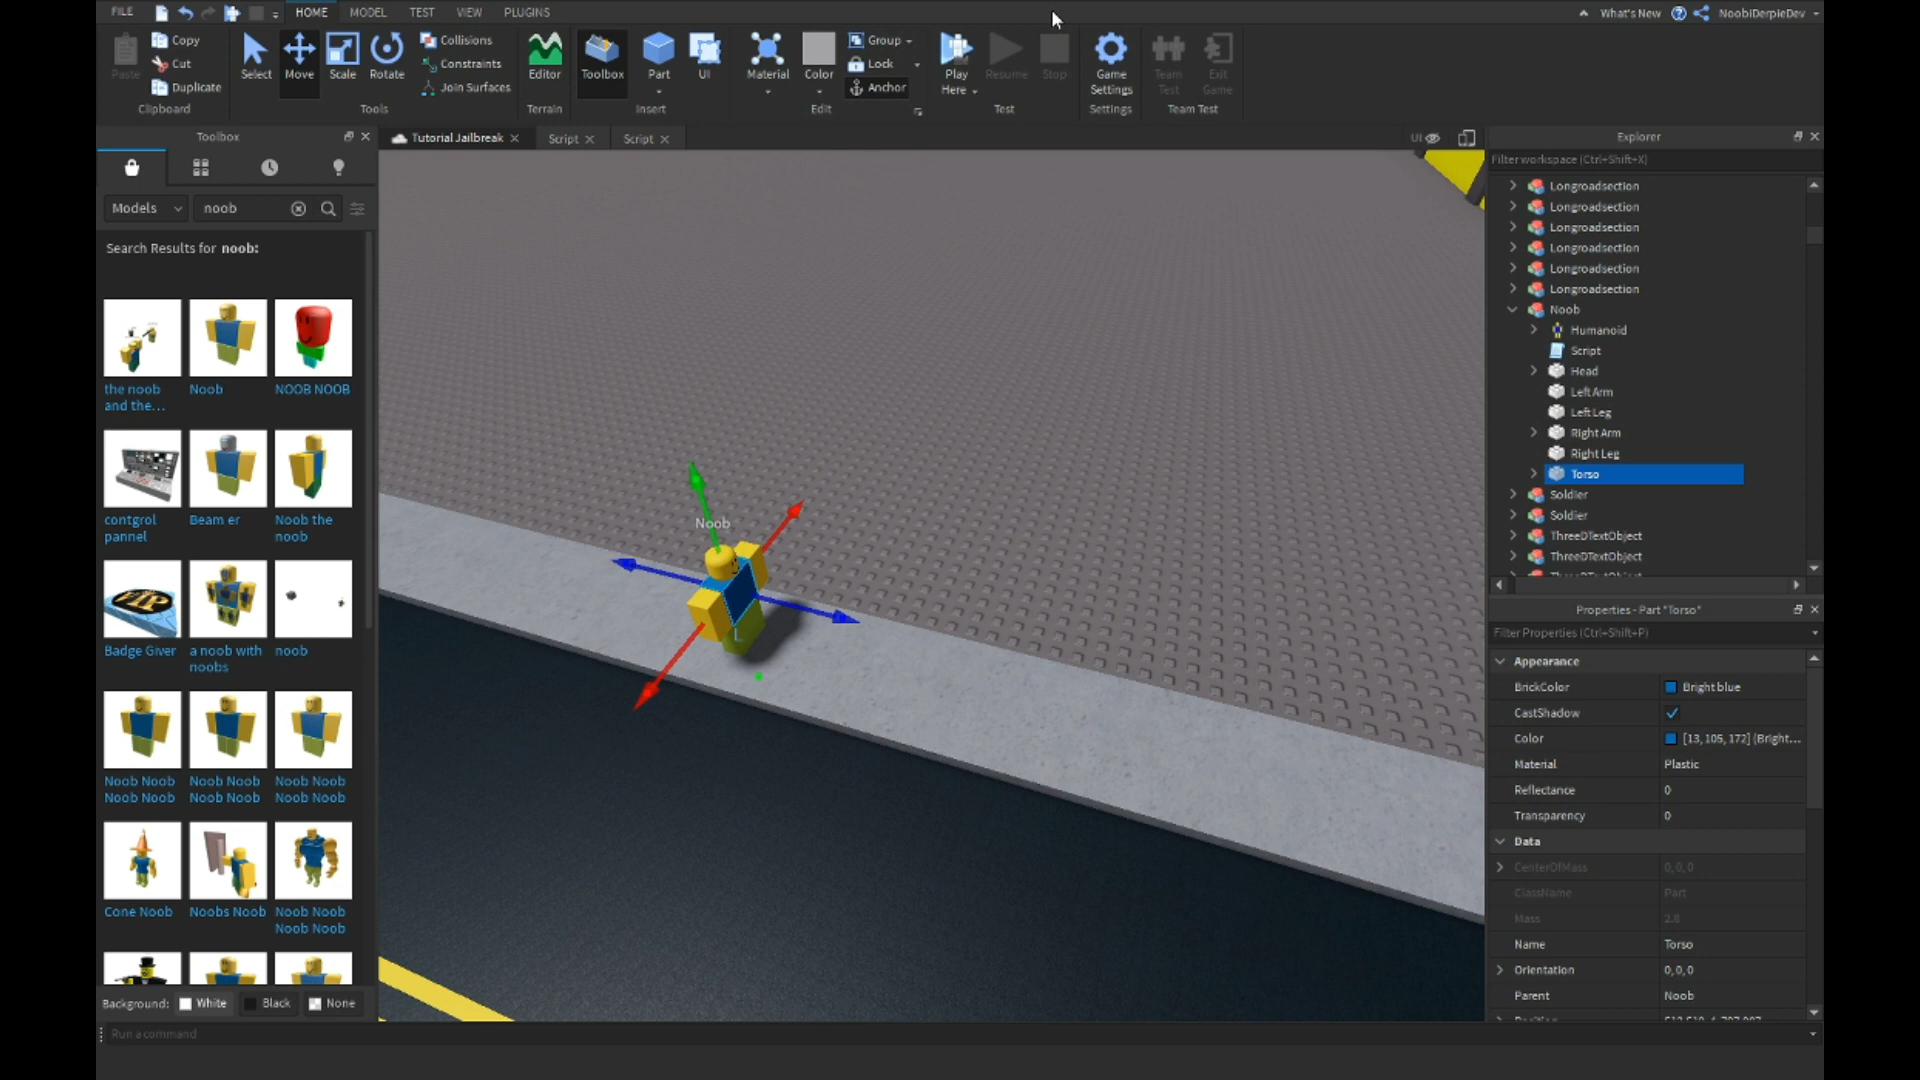 FILE
HOME
MODEL
TEST
VIEW
PLUGINS
What's New
NoobiDerpieDev
Paste
Copy
Cut
Duplicate
Clipboard
Select
Move
Scale
Rotate
Collisions
Constraints
Join Surfaces
Tools
Editor
Terrain
Toolbox
Part
UI
Insert
Material
Color
Group
Lock
Anchor
Edit
Play
Here
Resume
Stop
Test
Game
Settings
Settings
Team
Test
Exit
Game
Team Test
Toolbox
Tutorial Jailbreak
Script
Script
UI
Explorer
Filter workspace (Ctrl+Shift+X)
Models
noob
Search Results for noob:
the noob
and the...
Noob
NOOB NOOB
contgrol
pannel
Beam er
Noob the
noob
VIP
Badge Giver
a noob with
noobs
noob
Noob Noob
Noob Noob
Noob Noob
Noob Noob
Noob Noob
Noob Noob
Cone Noob
Noobs Noob
Noob Noob
Noob Noob
Background:
White
Black
None
Run a command
Noob
L
Longroadsection
Longroadsection
Longroadsection
Longroadsection
Longroadsection
Longroadsection
Noob
Humanoid
Script
Head
Left Arm
Left Leg
Right Arm
Right Leg
Torso
Soldier
Soldier
ThreeDTextObject
ThreeDTextObject
Properties - Part "Torso"
Filter Properties (Ctrl+Shift+P)
Appearance
BrickColor Bright blue
CastShadow
Color [13, 105, 172] (Bright...
Material Plastic
Reflectance 0
Transparency 0
Data
CenterOfMass 0, 0, 0
ClassName Part
Mass 2.8
Name Torso
Orientation 0, 0, 0
Parent Noob